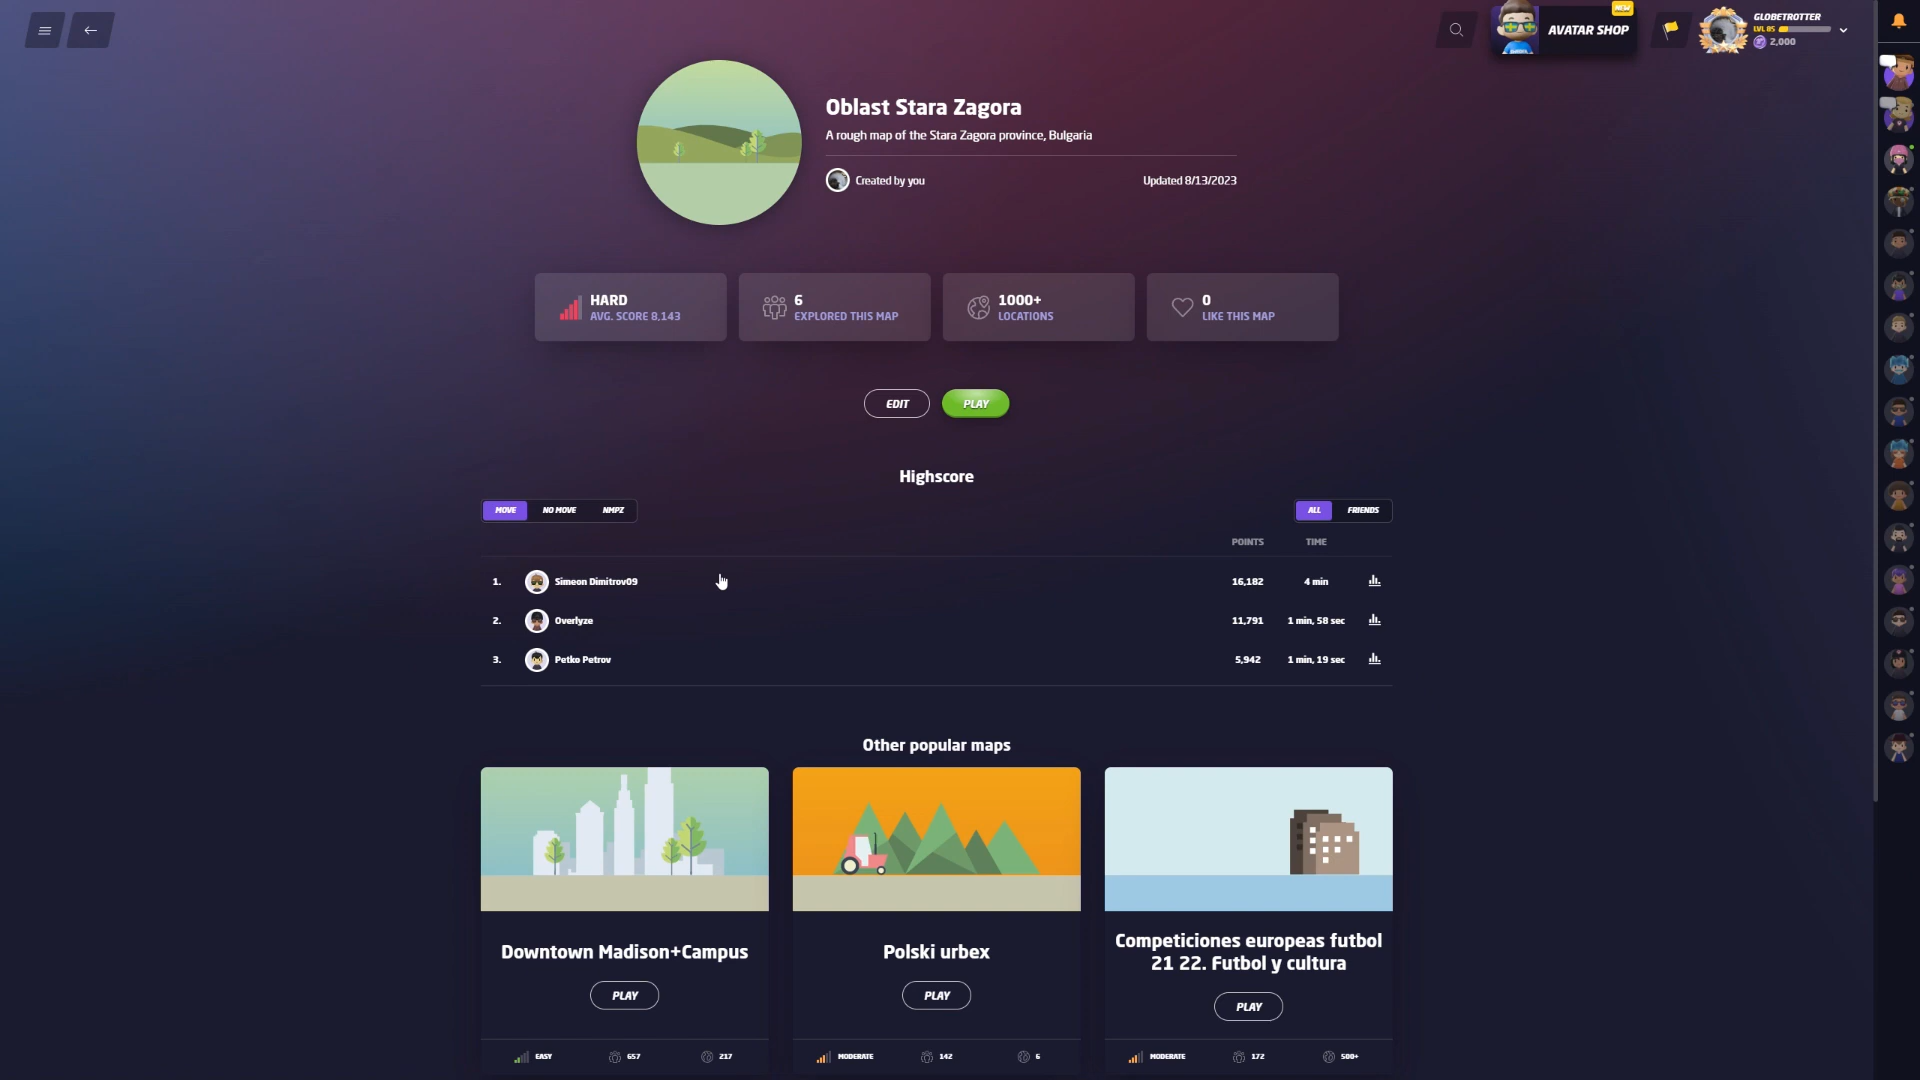 NEW
AVATAR SHOP
GLOBETROTTER
LVL 85
2,000
Oblast Stara Zagora
A rough map of the Stara Zagora province, Bulgaria
Created by you
Updated 8/13/2023
HARD
AVG. SCORE 8,143
6
EXPLORED THIS MAP
1000+
LOCATIONS
0
LIKE THIS MAP
EDIT
PLAY
Highscore
MOVE NO MOVE NMPZ
ALL FRIENDS
POINTS TIME
1. Simeon Dimitrov09 16,182 4 min
2. Overlyze 11,791 1 min, 58 sec
3. Petko Petrov 5,942 1 min, 19 sec
Other popular maps
Downtown Madison+Campus
PLAY
EASY 657 217
Polski urbex
PLAY
MODERATE 142 6
Competiciones europeas futbol
21 22. Futbol y cultura
PLAY
MODERATE 172 500+